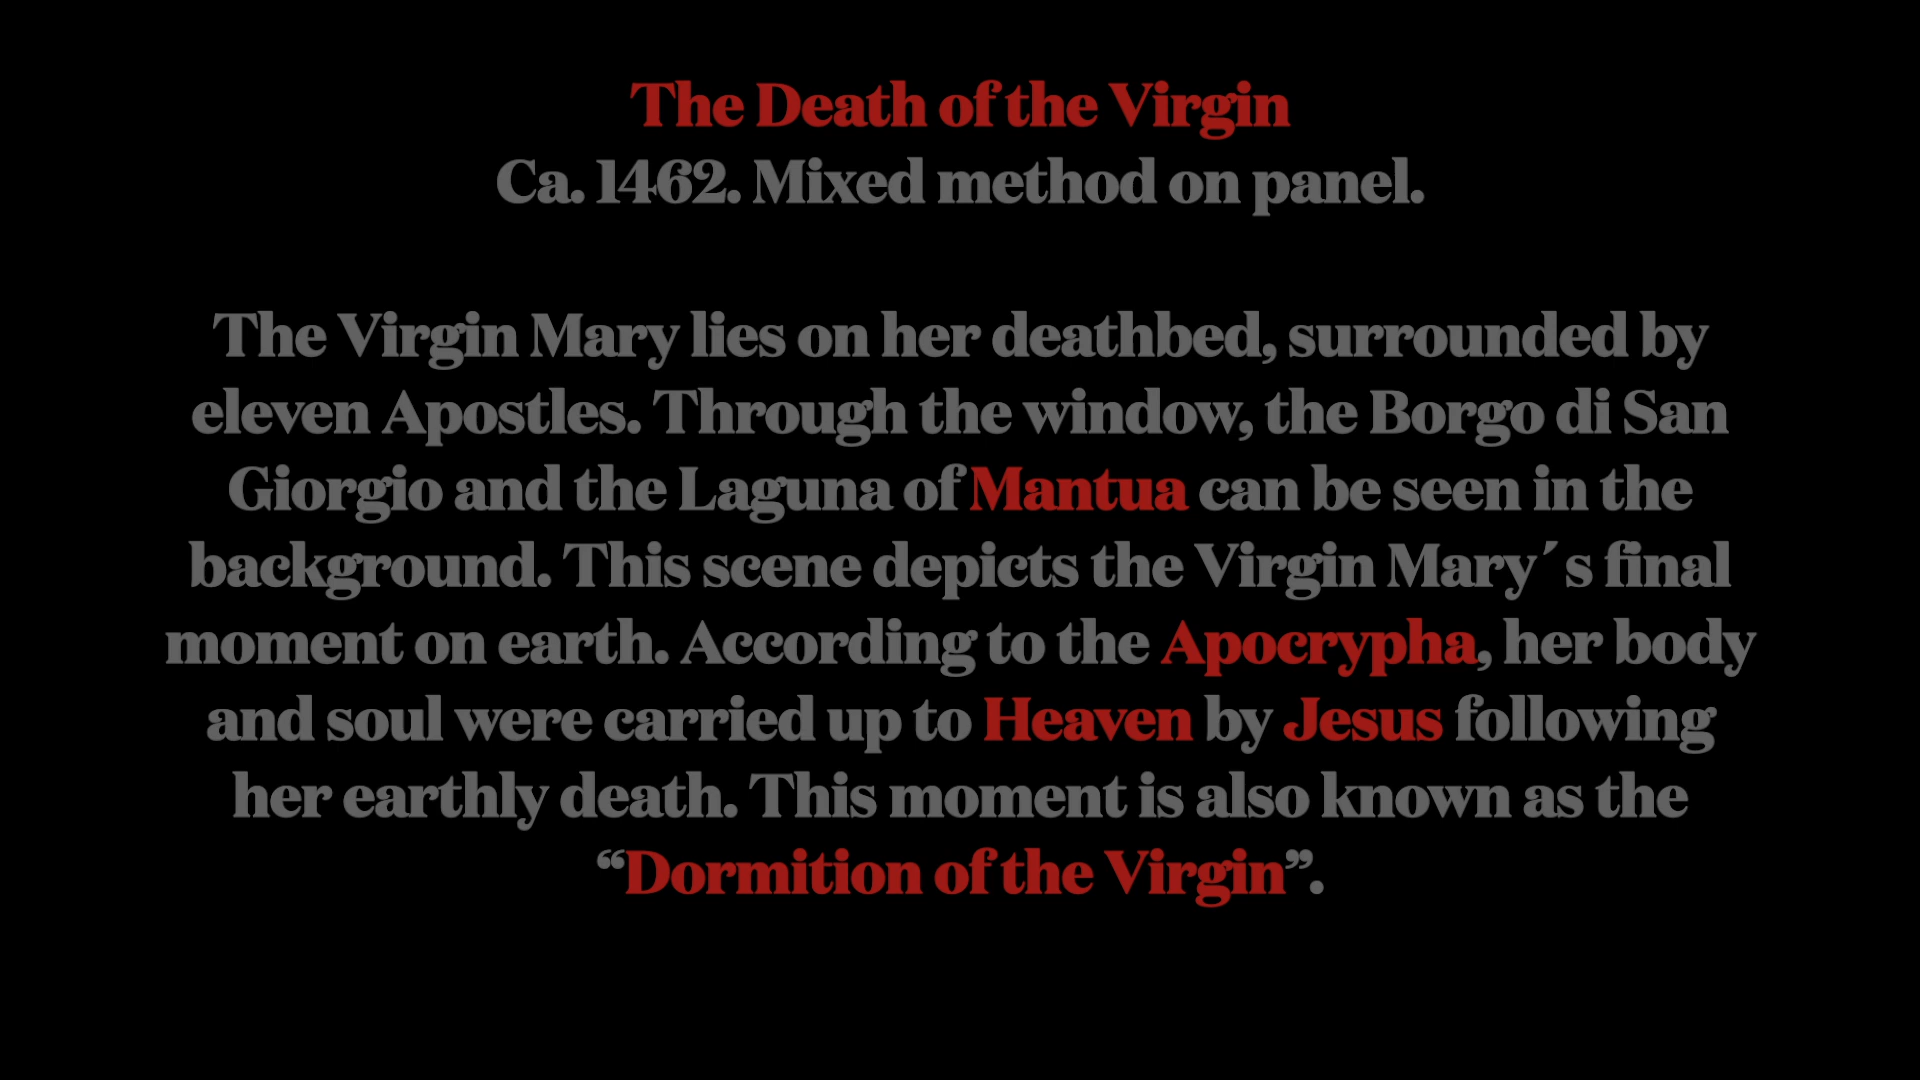 The Death of the Virgin
Ca. 1462. Mixed method on panel.
The Virgin Mary lies on her deathbed, surrounded by
eleven Apostles. Through the window, the Borgo di San
Giorgio and the Laguna of Mantua can be seen in the
background. This scene depicts the Virgin Mary´s final
moment on earth. According to the Apocrypha, her body
and soul were carried up to Heaven by Jesus following
her earthly death. This moment is also known as the
“Dormition of the Virgin”.